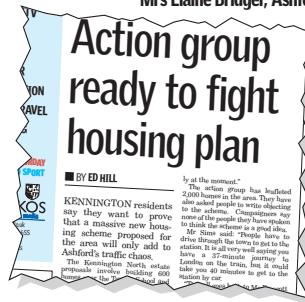 Mrs Elaine Bridger, Ashf
TV
ION
AVEL
DAY
SPORT
KOS
media
Action group
ready to fight
housing plan
BY ED HILL
KENNINGTON residents
say they want to prove
that a massive new hous-
ing scheme proposed for
the area will only add to
Ashford's traffic chaos.
The Kennington North estate
proposals involve building 600
homes
ly at the moment."
The action group has leafleted
2,000 homes in the area. They have
also asked people to write objecting
to the scheme. Campaigners say
none of the people they have spoken
to think the scheme is a good idea.
Mr Sims said: "People have to
drive through the town to get to the
station. It is all very well saying you
have a 37-minute journey to
London on the train, but it could
take you 40 minutes to get to the
station by car.